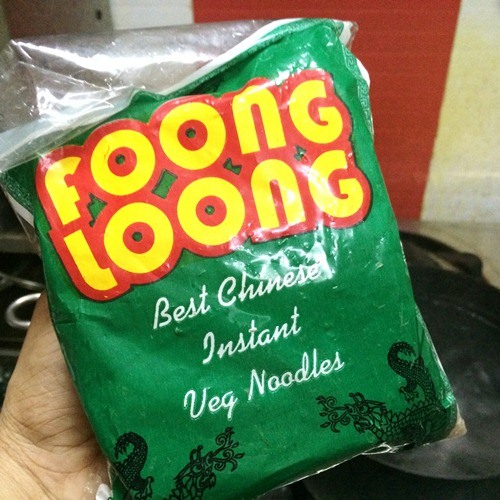 FOONG
LOONG
Best Chinese
Instant
Veg Noodles